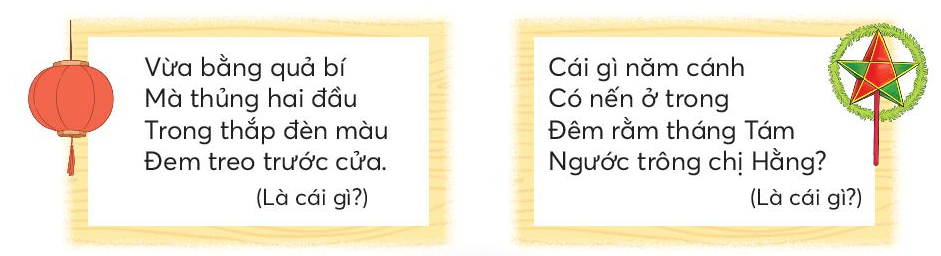 Vừa bằng quả bí
Mà thủng hai đầu
Trong thắp đèn màu
Đem treo trước cửa.
(Là cái gì?)
Cái gì năm cánh
Có nến ở trong
Đêm rằm tháng Tám
Ngước trông chị Hằng?
(Là cái gì?)